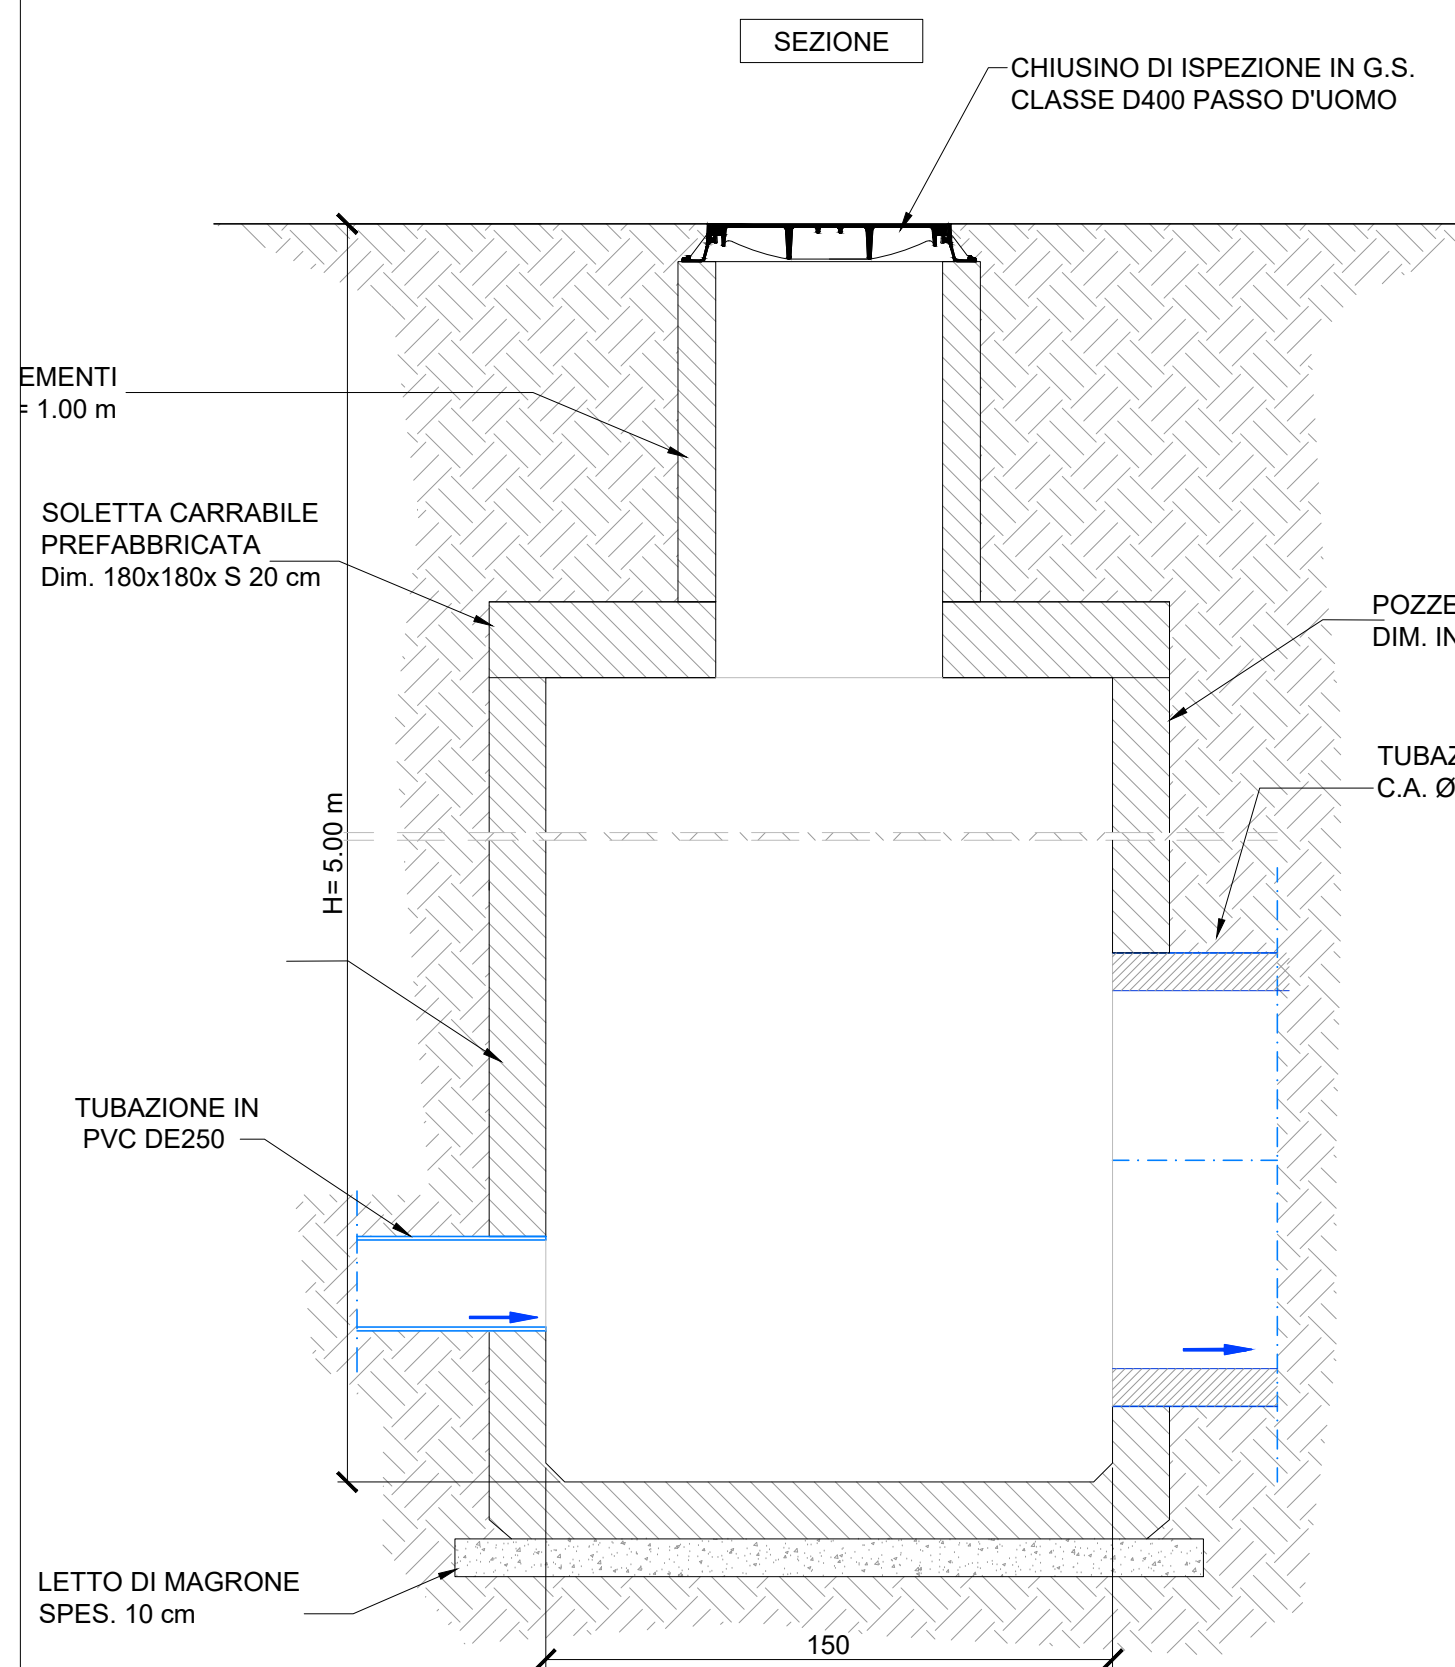 SEZIONE
CHIUSINO DI ISPEZIONE IN G.S.
CLASSE D400 PASSO D'UOMO
EMENTI
= 1.00 m
SOLETTA CARRABILE
PREFABBRICATA
Dim. 180x180x S 20 cm
POZZE
DIM. IN
TUBAZ
C.A. Ø
H= 5.00 m
TUBAZIONE IN
PVC DE250
LETTO DI MAGRONE
SPES. 10 cm
150